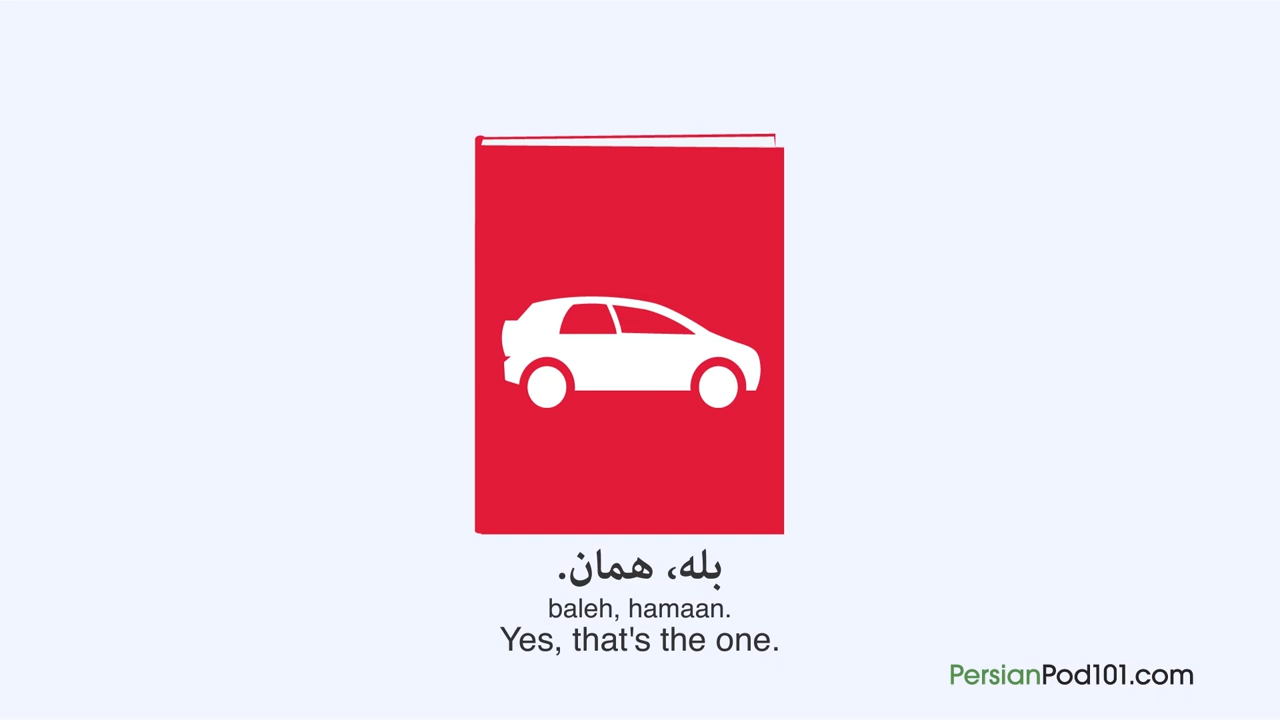 بله، همان.
baleh, hamaan.
Yes, that's the one.
PersianPod101.com